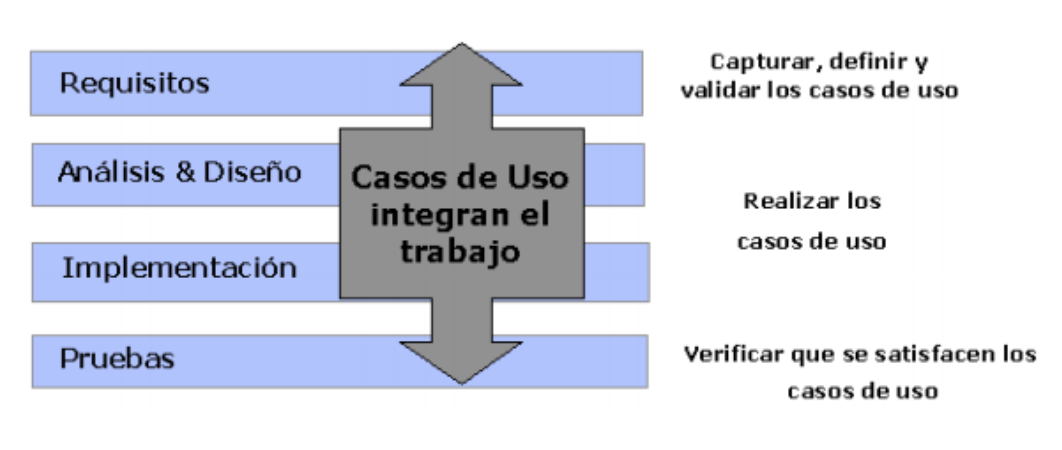 Requisitos
Capturar, definir y
validar los casos de uso
Análisis & Diseño
Casos de Uso
integran el
trabajo
Realizar los
casos de uso
Implementación
Pruebas
Verificar que se satisfacen los
casos de uso